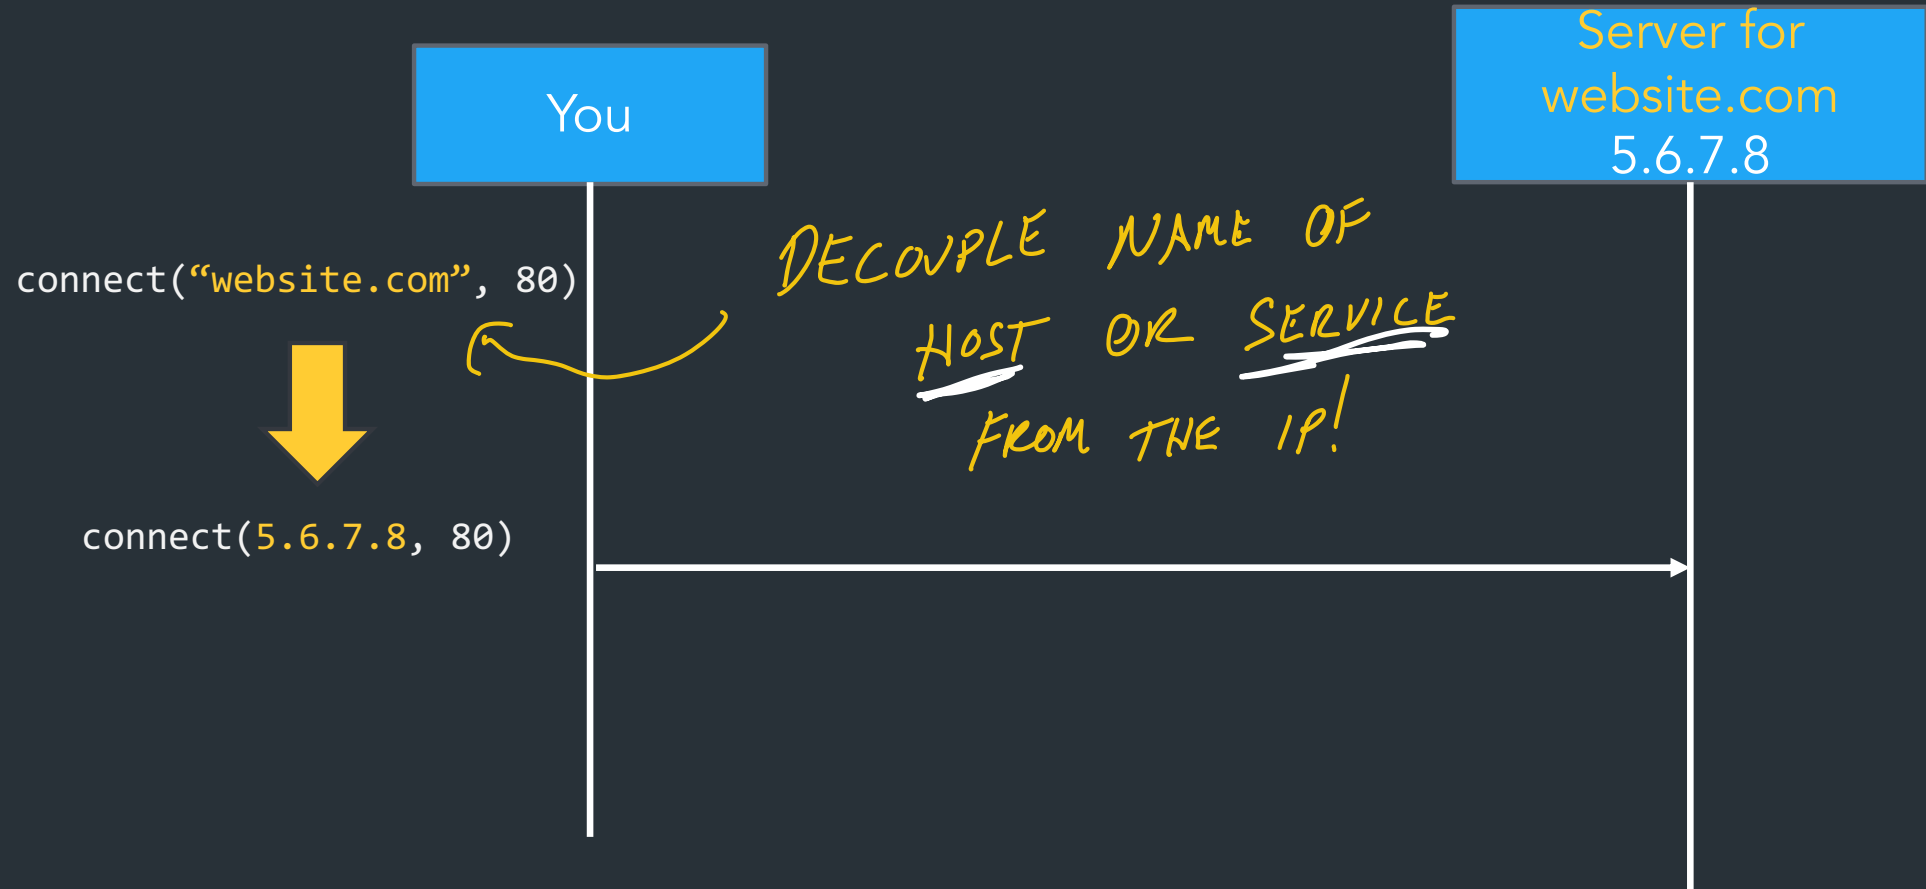 You
Server for
website.com
5.6.7.8
connect(“website.com”, 80)
DECOUPLE NAME OF
HOST OR SERVICE
FROM THE IP!
connect(5.6.7.8, 80)